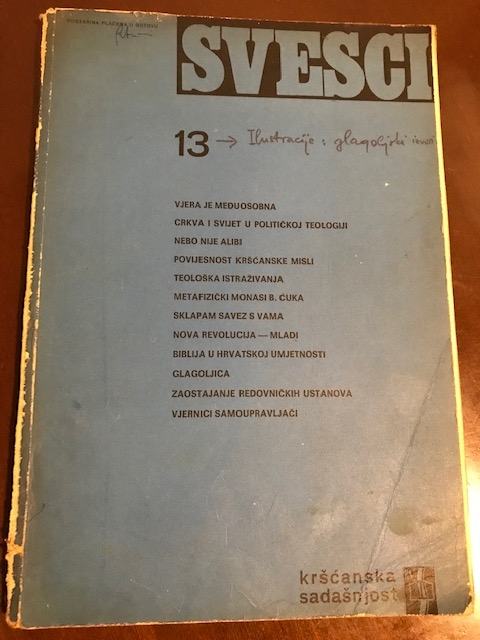 POŠTARINA PLAĆENA U GOTOVU
SVESCI
13 → Ilustracije: glagoljski
VJERA JE MEĐUOSOBNA
CRKVA I SVIJET U POLITIČKOJ TEOLOGIJI
NEBO NIJE ALIBI
POVIJESNOST KRŠĆANSKE MISLI
TEOLOŠKA ISTRAŽIVANJA
METAFIZIČKI MONASI B. ĆUKA
SKLAPAM SAVEZ S VAMA
NOVA REVOLUCIJA — MLADI
BIBLIJA U HRVATSKOJ UMJETNOSTI
GLAGOLJICA
ZAOSTAJANJE REDOVNIČKIH USTANOVA
VJERNICI SAMOUPRAVLJAČI
kršćanska
sadašnjost